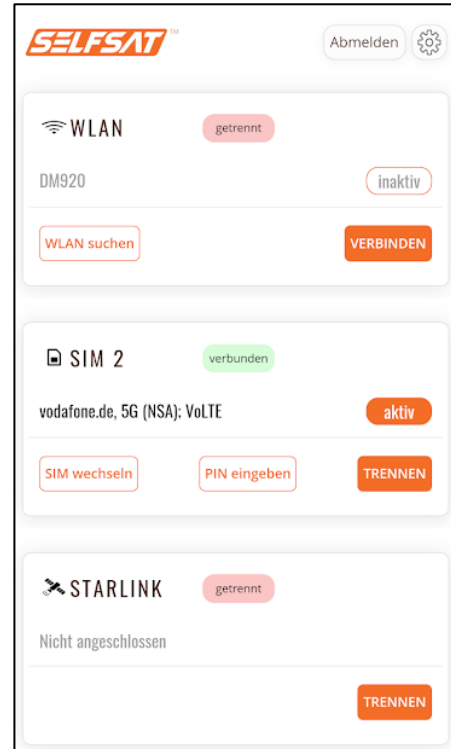 SELFSAT™
Abmelden
WLAN
getrennt
DM920
inaktiv
WLAN suchen
VERBINDEN
SIM 2
verbunden
vodafone.de, 5G (NSA); VoLTE
aktiv
SIM wechseln
PIN eingeben
TRENNEN
STARLINK
getrennt
Nicht angeschlossen
TRENNEN